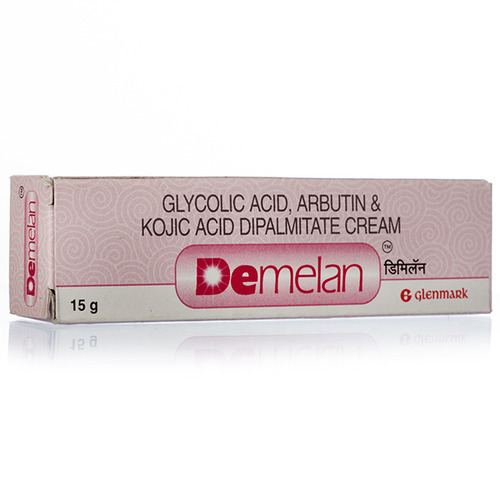 Demelan
GLYCOLIC ACID, ARBUTIN &
KOJIC ACID DIPALMITATE CREAM
Demelan™
डिमिलॅन
15 g
G Glenmark